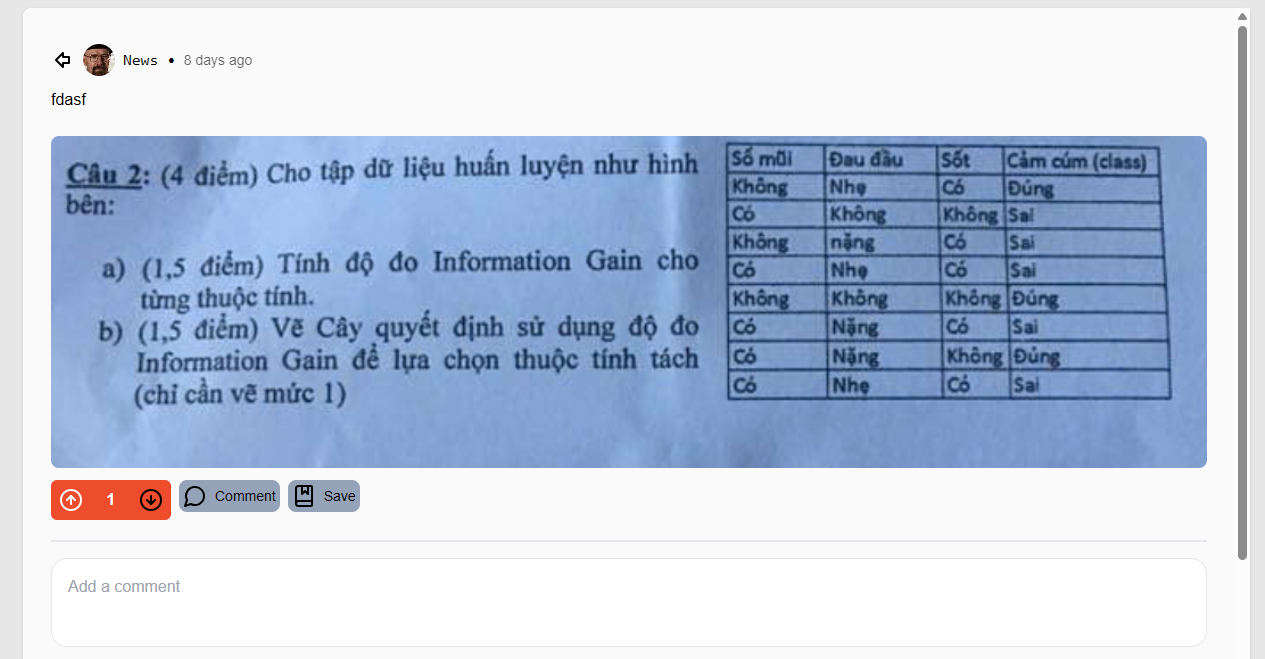 News • 8 days ago
fdasf
Câu 2: (4 điểm) Cho tập dữ liệu huấn luyện như hình
bên:
a) (1,5 điểm) Tính độ đo Information Gain cho
từng thuộc tính.
b) (1,5 điểm) Vẽ Cây quyết định sử dụng độ đo
Information Gain để lựa chọn thuộc tính tách
(chỉ cần vẽ mức 1)
Sổ mũi Đau đầu Sốt Cảm cúm (class)
Không Nhẹ Có Đúng
Có Không Không Sai
Không nặng Có Sai
Có Nhẹ Có Sai
Không Không Không Đúng
Có Nặng Có Sai
Có Nặng Không Đúng
Có Nhẹ Có Sai
1 Comment Save
Add a comment